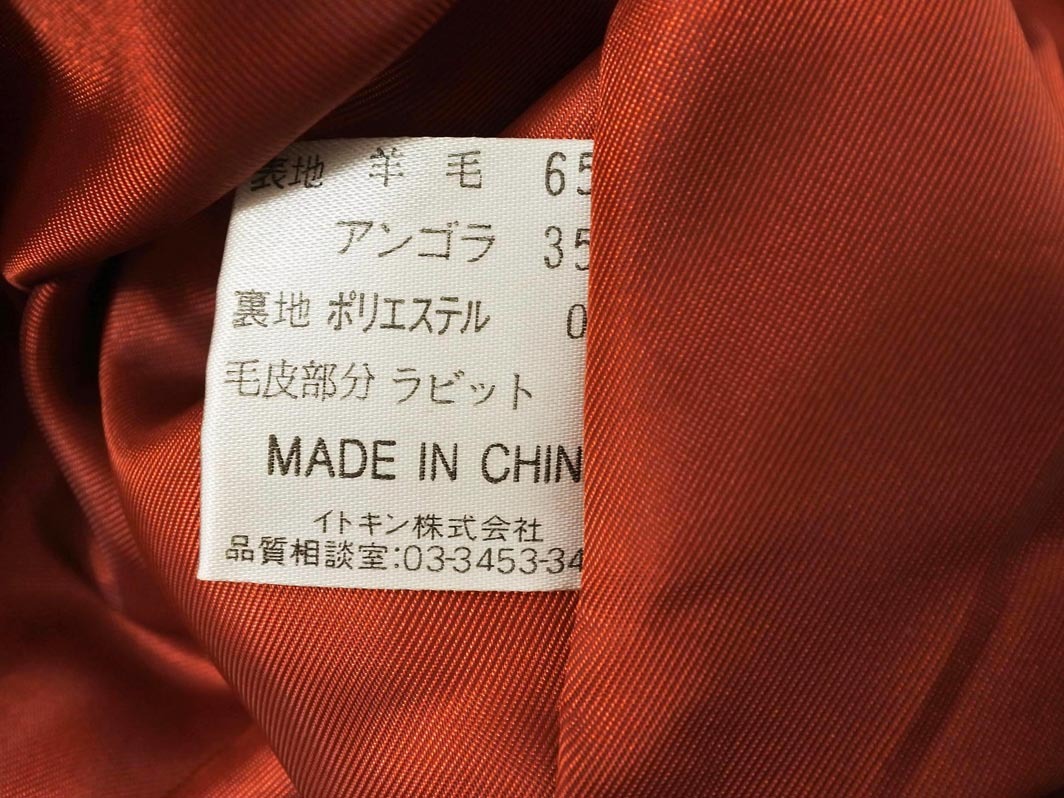 表地 羊毛 65
アンゴラ 35
裏地 ポリエステル 0
毛皮部分 ラビット
MADE IN CHIN
イトキン株式会社
品質相談室:03-3453-34